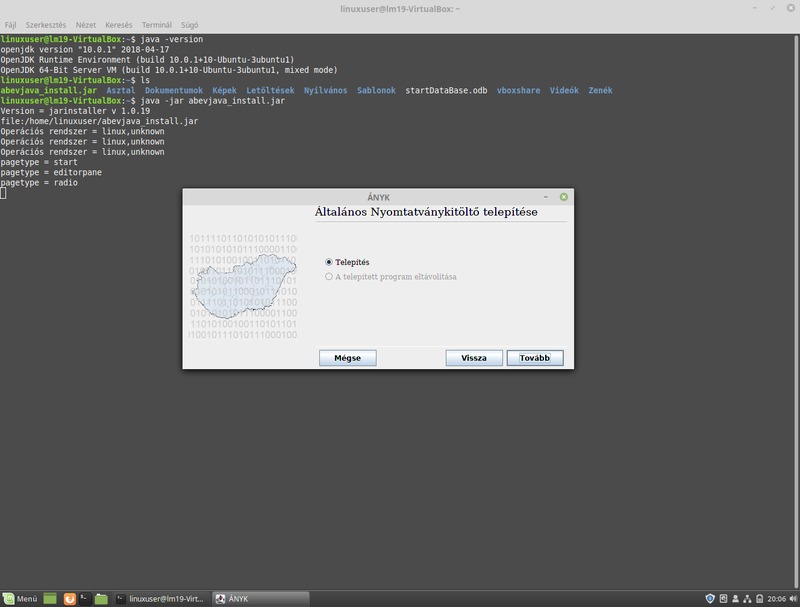 linuxuser@lm19-VirtualBox: ~
Fájl Szerkesztés Nézet Keresés Terminál Súgó
linuxuser@lm19-VirtualBox:~$ java -version
openjdk version "10.0.1" 2018-04-17
OpenJDK Runtime Environment (build 10.0.1+10-Ubuntu-3ubuntu1)
OpenJDK 64-Bit Server VM (build 10.0.1+10-Ubuntu-3ubuntu1, mixed mode)
linuxuser@lm19-VirtualBox:~$ ls
abevjava_install.jar Asztal Dokumentumok Képek Letöltések Nyilvános Sablonok startDataBase.odb vboxshare Videók Zenék
linuxuser@lm19-VirtualBox:~$ java -jar abevjava_install.jar
Version = jarinstaller v 1.0.19
file:/home/linuxuser/abevjava_install.jar
Operációs rendszer = linux,unknown
Operációs rendszer = linux,unknown
Operációs rendszer = linux,unknown
pagetype = start
pagetype = editorpane
pagetype = radio
ÁNYK
Általános Nyomtatványkitöltő telepítése
Telepítés
A telepített program eltávolítása
Mégse Vissza Tovább
Menü linuxuser@lm19-Virt... ÁNYK 20:06